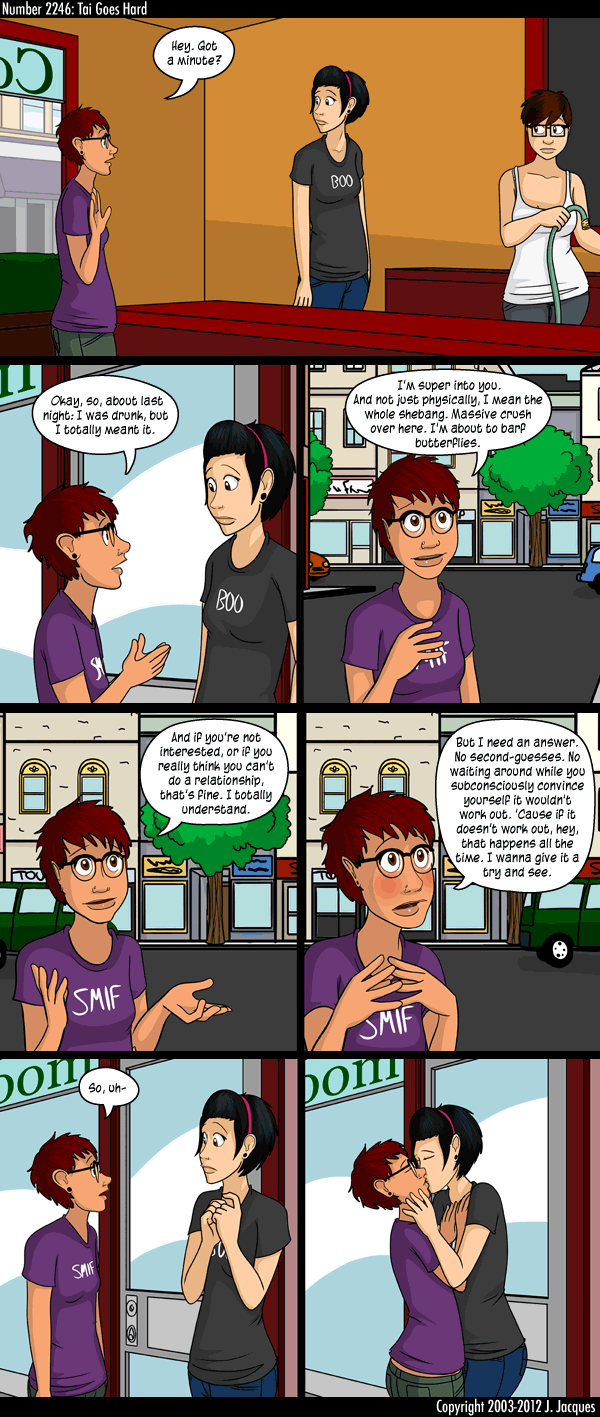 Number 2246: Tai Goes Hard
Hey. Got
a minute?
BOO
Okay, so, about last
night: I was drunk, but
I totally meant it.
BOO
I'm super into you.
And not just physically, I mean the
whole shebang. Massive crush
over here. I'm about to barf
butterflies.
And if you're not
interested, or if you
really think you can't
do a relationship,
that's fine. I totally
understand.
SMIF
But I need an answer.
No second-guesses. No
waiting around while you
subconsciously convince
yourself it wouldn't
work out. 'Cause if it
doesn't work out, hey,
that happens all the
time. I wanna give it a
try and see.
SMIF
oom
So, uh-
SMIF
oom
Copyright 2003-2012 J. Jacques